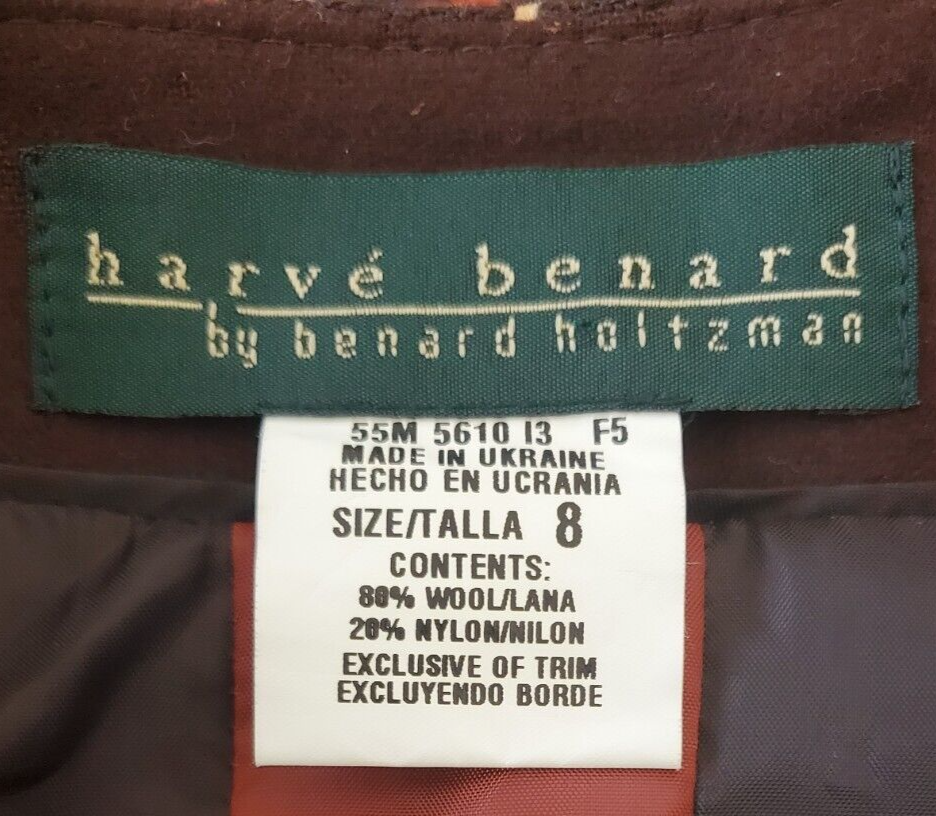 harvé benard
by benard holtzman
55M 5610 I3 F5
MADE IN UKRAINE
HECHO EN UCRANIA
SIZE/TALLA 8
CONTENTS:
80% WOOL/LANA
20% NYLON/NILON
EXCLUSIVE OF TRIM
EXCLUYENDO BORDE